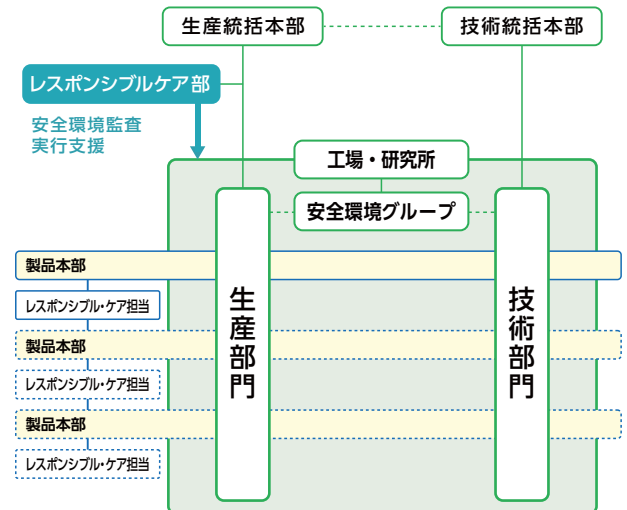 生産統括本部
技術統括本部
レスポンシブルケア部
安全環境監査
実行支援
工場・研究所
安全環境グループ
生産部門
技術部門
製品本部
レスポンシブル・ケア担当
製品本部
レスポンシブル・ケア担当
製品本部
レスポンシブル・ケア担当